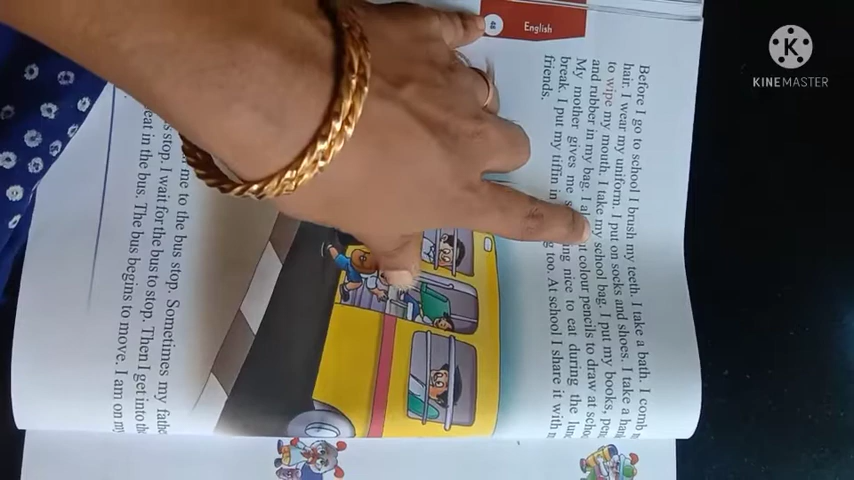 48
English
Before I go to school I brush my teeth. I take a bath. I comb
hair. I wear my uniform. I put on socks and shoes. I take a
to wipe my mouth. I take my school bag. I put my books,
and rubber in my bag. I colour pencils to draw at
My mother gives me nice to eat during the
break. I put my tiffin in too. At school I share it with
friends.
me to the bus stop. Sometimes my
stop. I wait for the bus to stop. Then I get into
eat in the bus. The bus begins to move. I am on
KINEMASTER